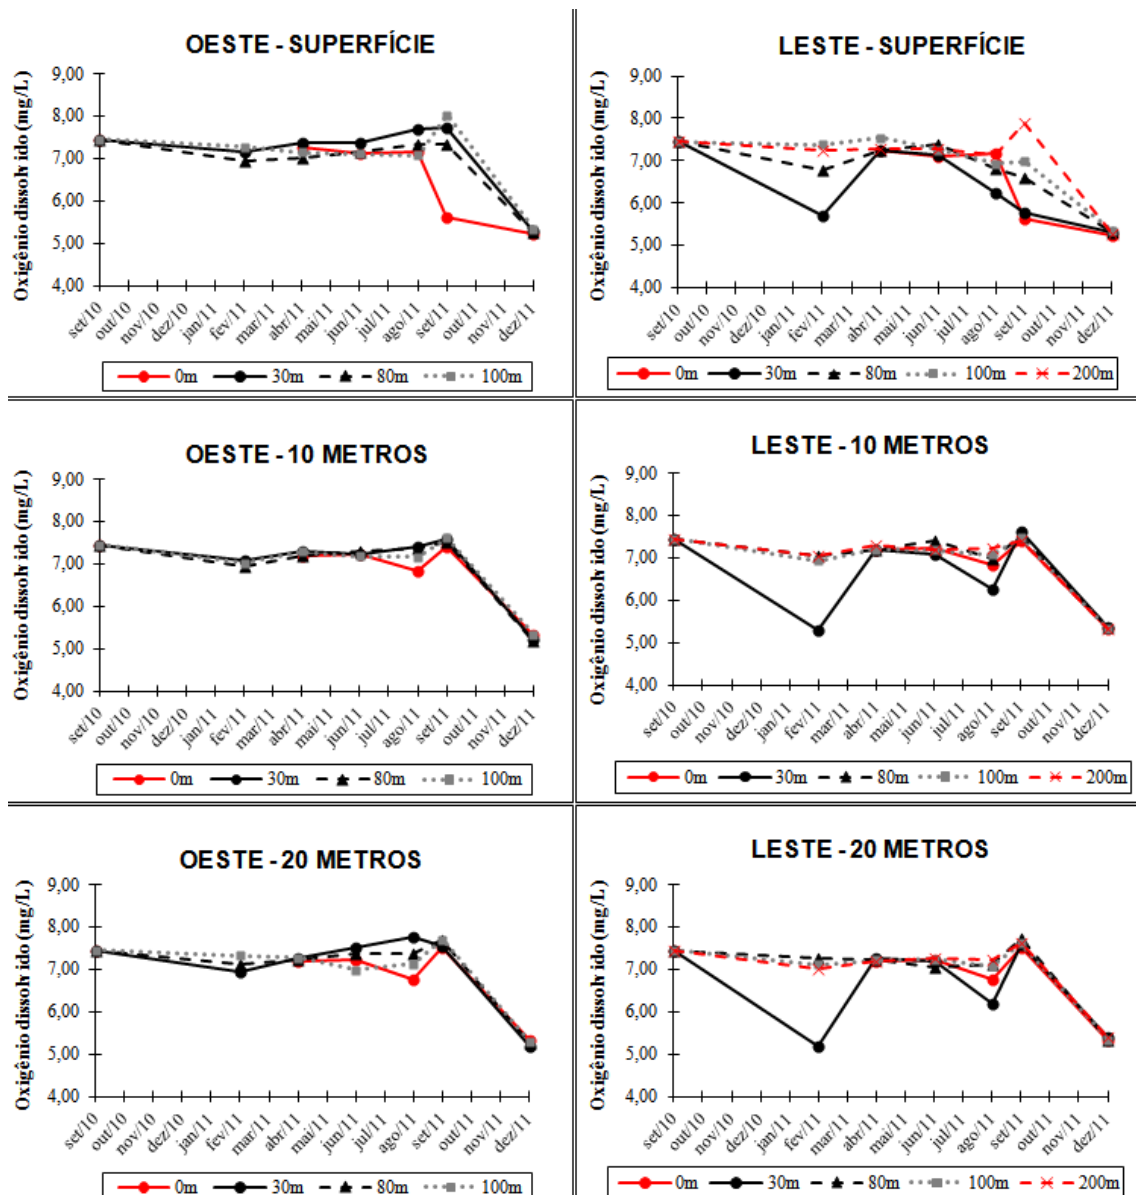 OESTE - SUPERFÍCIE
Oxigênio dissolv ido (mg/L)
9,00
8,00
7,00
6,00
5,00
4,00
set/10 out/10 nov/10 dez/10 jan/11 fev/11 mar/11 abr/11 mai/11 jun/11 jul/11 ago/11 set/11 out/11 nov/11 dez/11
0m 30m 80m 100m
LESTE - SUPERFÍCIE
Oxigênio dissolv ido (mg/L)
9,00
8,00
7,00
6,00
5,00
4,00
set/10 out/10 nov/10 dez/10 jan/11 fev/11 mar/11 abr/11 mai/11 jun/11 jul/11 ago/11 set/11 out/11 nov/11 dez/11
0m 30m 80m 100m 200m
OESTE - 10 METROS
Oxigênio dissolv ido (mg/L)
9,00
8,00
7,00
6,00
5,00
4,00
set/10 out/10 nov/10 dez/10 jan/11 fev/11 mar/11 abr/11 mai/11 jun/11 jul/11 ago/11 set/11 out/11 nov/11 dez/11
0m 30m 80m 100m
LESTE - 10 METROS
Oxigênio dissolv ido (mg/L)
9,00
8,00
7,00
6,00
5,00
4,00
set/10 out/10 nov/10 dez/10 jan/11 fev/11 mar/11 abr/11 mai/11 jun/11 jul/11 ago/11 set/11 out/11 nov/11 dez/11
0m 30m 80m 100m 200m
OESTE - 20 METROS
Oxigênio dissolv ido (mg/L)
9,00
8,00
7,00
6,00
5,00
4,00
set/10 out/10 nov/10 dez/10 jan/11 fev/11 mar/11 abr/11 mai/11 jun/11 jul/11 ago/11 set/11 out/11 nov/11 dez/11
0m 30m 80m 100m
LESTE - 20 METROS
Oxigênio dissolv ido (mg/L)
9,00
8,00
7,00
6,00
5,00
4,00
set/10 out/10 nov/10 dez/10 jan/11 fev/11 mar/11 abr/11 mai/11 jun/11 jul/11 ago/11 set/11 out/11 nov/11 dez/11
0m 30m 80m 100m 200m